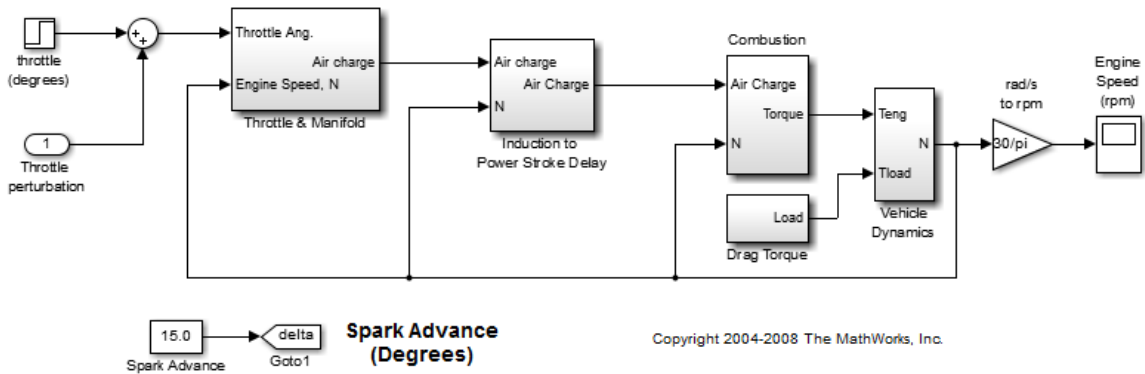 throttle
(degrees)
+
+
1
Throttle
perturbation
Throttle Ang.
Air charge
Engine Speed, N
Throttle & Manifold
Air charge
Air Charge
N
Induction to
Power Stroke Delay
Combustion
Air Charge
Torque
N
Load
Drag Torque
Teng
N
Tload
Vehicle
Dynamics
rad/s
to rpm
30/pi
Engine
Speed
(rpm)
15.0
Spark Advance
delta
Goto1
Spark Advance
(Degrees)
Copyright 2004-2008 The MathWorks, Inc.